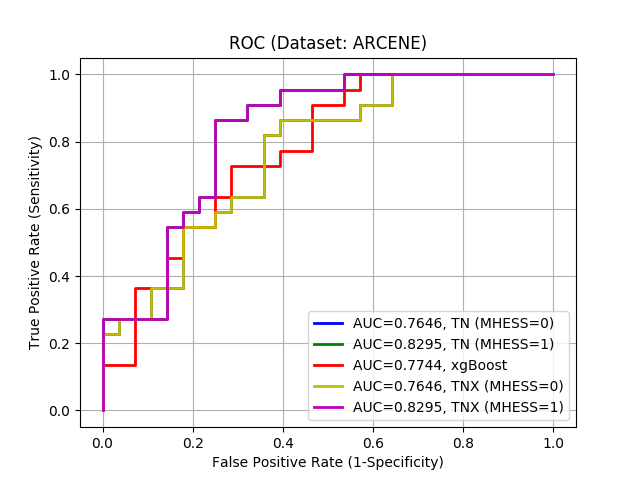 ROC (Dataset: ARCENE)
1.0
0.8
0.6
0.4
0.2
0.0
True Positive Rate (Sensitivity)
AUC=0.7646, TN (MHESS=0)
AUC=0.8295, TN (MHESS=1)
AUC=0.7744, xgBoost
AUC=0.7646, TNX (MHESS=0)
AUC=0.8295, TNX (MHESS=1)
0.0 0.2 0.4 0.6 0.8 1.0
False Positive Rate (1-Specificity)